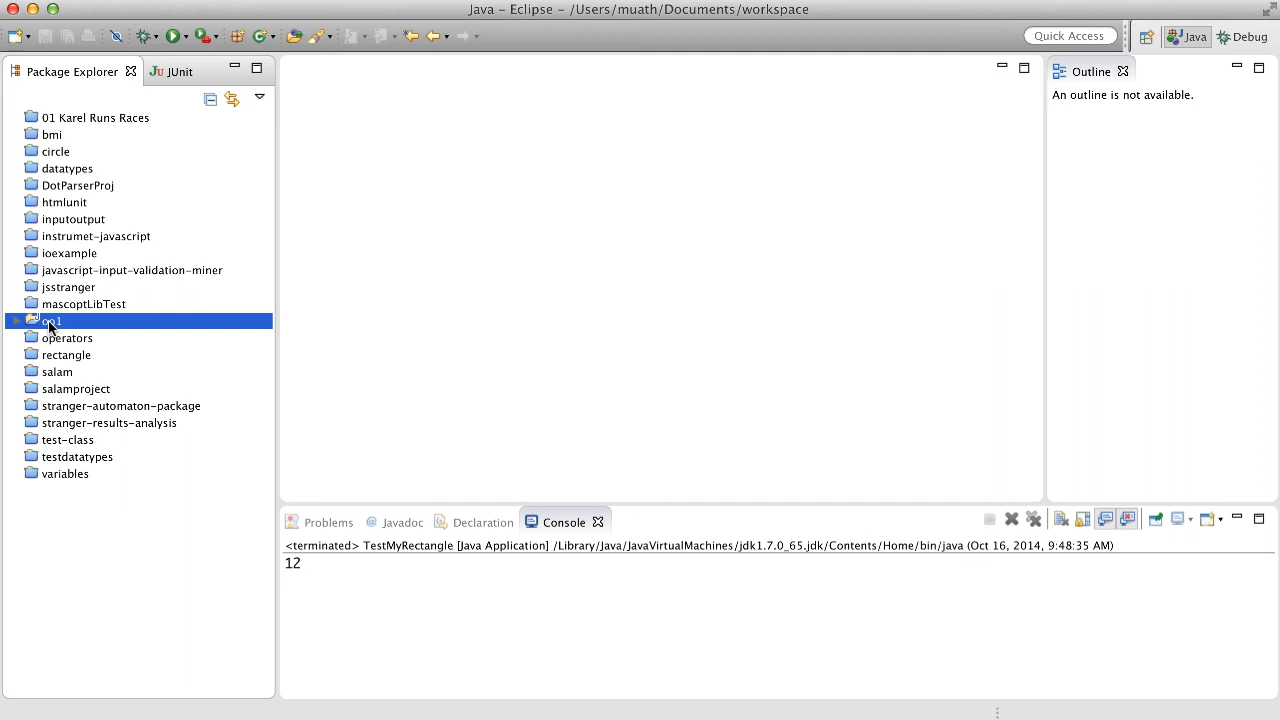 Java – Eclipse – /Users/muath/Documents/workspace
Quick Access
Java
Debug
Package Explorer
JUnit
Outline
An outline is not available.
01 Karel Runs Races
bmi
circle
datatypes
DotParserProj
htmlunit
inputoutput
instrumet-javascript
ioexample
javascript-input-validation-miner
jsstranger
mascoptLibTest
operators
rectangle
salam
salamproject
stranger-automaton-package
stranger-results-analysis
test-class
testdatatypes
variables
Problems
@ Javadoc
Declaration
Console
<terminated> TestMyRectangle [Java Application] /Library/Java/JavaVirtualMachines/jdk1.7.0_65.jdk/Contents/Home/bin/java (Oct 16, 2014, 9:48:35 AM)
12